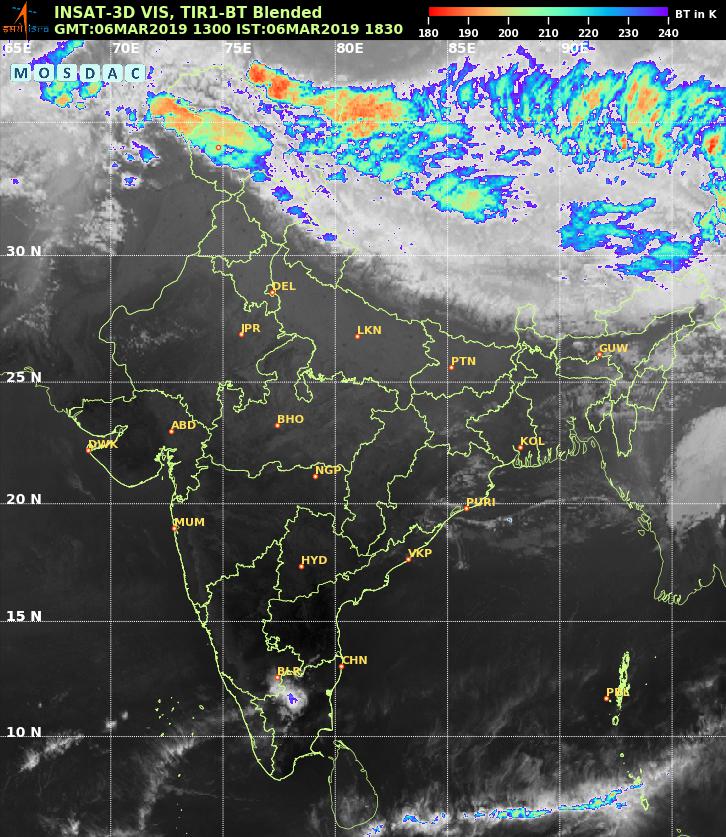 INSAT-3D VIS, TIR1-BT Blended
GMT:06MAR2019 1300 IST:06MAR2019 1830
BT in K
180 190 200 210 220 230 240
65E 70E 75E 80E 85E 90E
MOSDAC
30 N
DEL
JPR
LKN
GUW
PTN
25 N
ABD
BHO
DWK
KOL
NGP
20 N
PURI
MUM
VKP
HYD
15 N
CHN
BLR
PBL
10 N